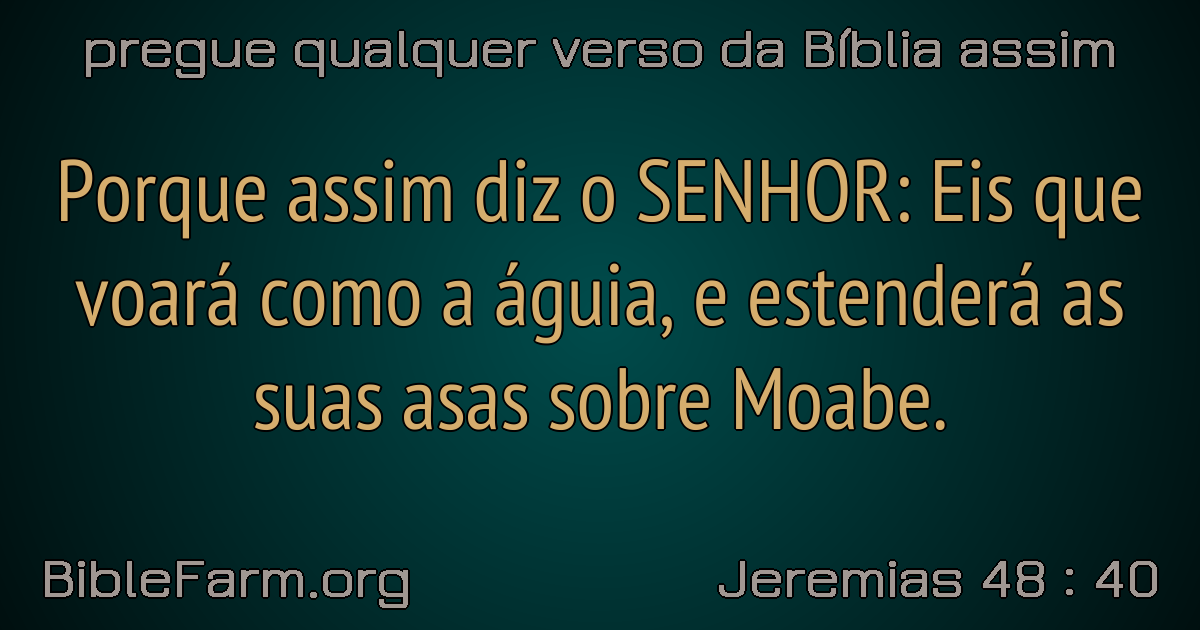 pregue qualquer verso da Bíblia assim
Porque assim diz o SENHOR: Eis que
voará como a águia, e estenderá as
suas asas sobre Moabe.
BibleFarm.org
Jeremias 48 : 40